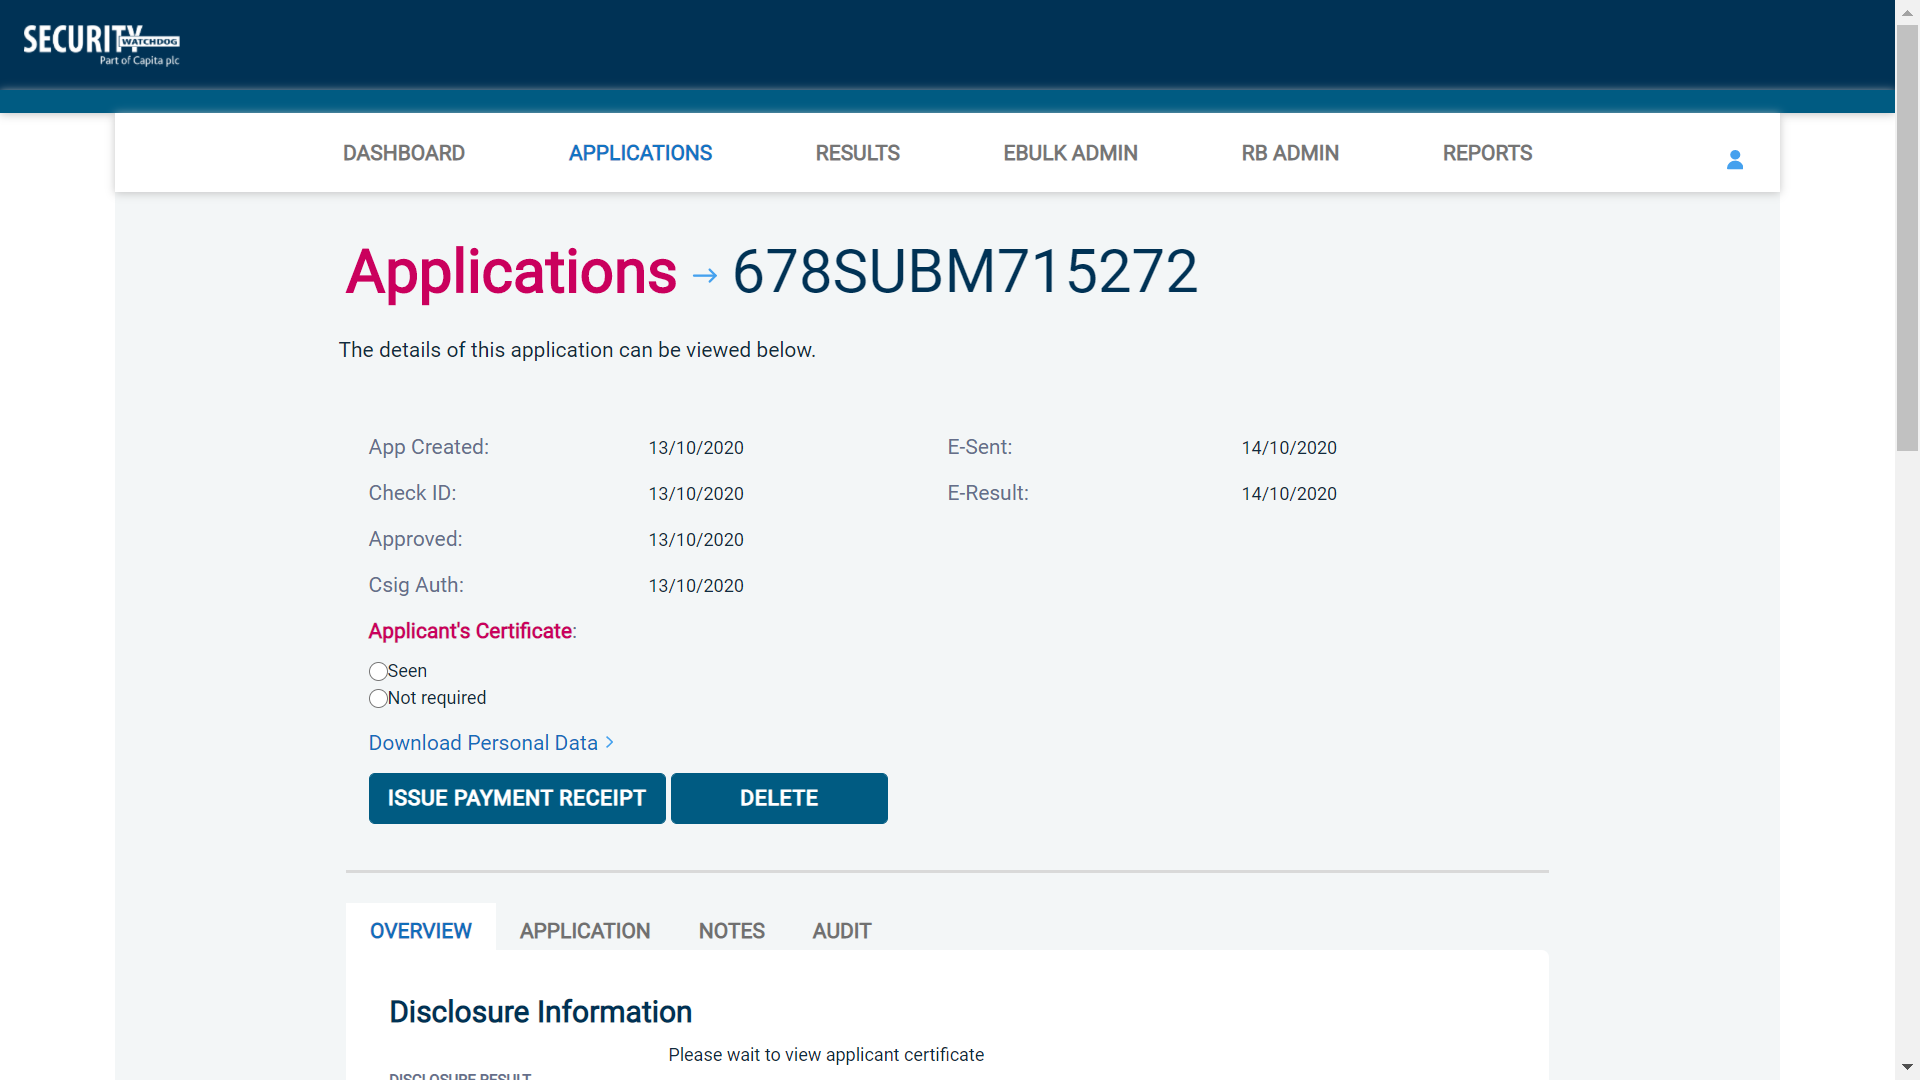 SECURITY
WATCHDOG
Part of Capita plc
DASHBOARD APPLICATIONS RESULTS EBULK ADMIN RB ADMIN REPORTS
Applications → 678SUBM715272
The details of this application can be viewed below.
App Created: 13/10/2020 E-Sent: 14/10/2020
Check ID: 13/10/2020 E-Result: 14/10/2020
Approved: 13/10/2020
Csig Auth: 13/10/2020
Applicant's Certificate:
Seen
Not required
Download Personal Data >
ISSUE PAYMENT RECEIPT DELETE
OVERVIEW APPLICATION NOTES AUDIT
Disclosure Information
Please wait to view applicant certificate
DISCLOSURE RESULT